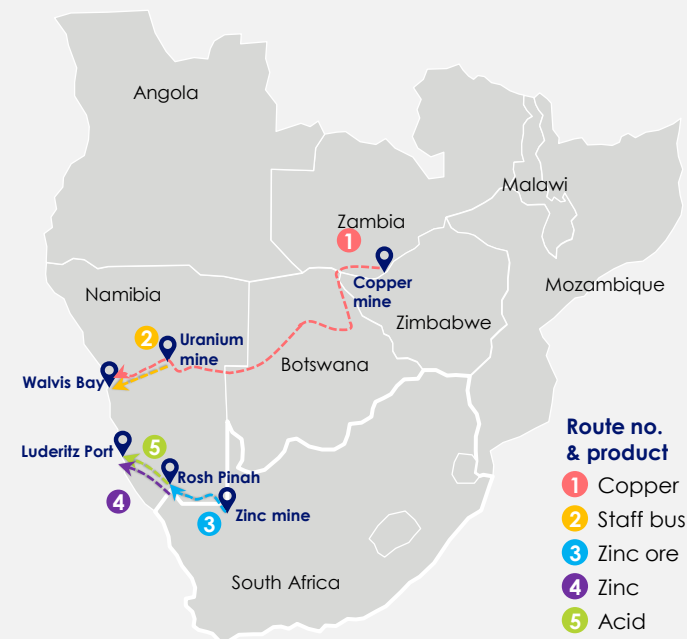 Angola
Malawi
Zambia
1
Copper
mine
Mozambique
Namibia
Zimbabwe
2
Uranium
mine
Botswana
Walvis Bay
Luderitz Port
5
Rosh Pinah
4
3
Zinc mine
South Africa
Route no.
& product
1 Copper
2 Staff bus
3 Zinc ore
4 Zinc
5 Acid